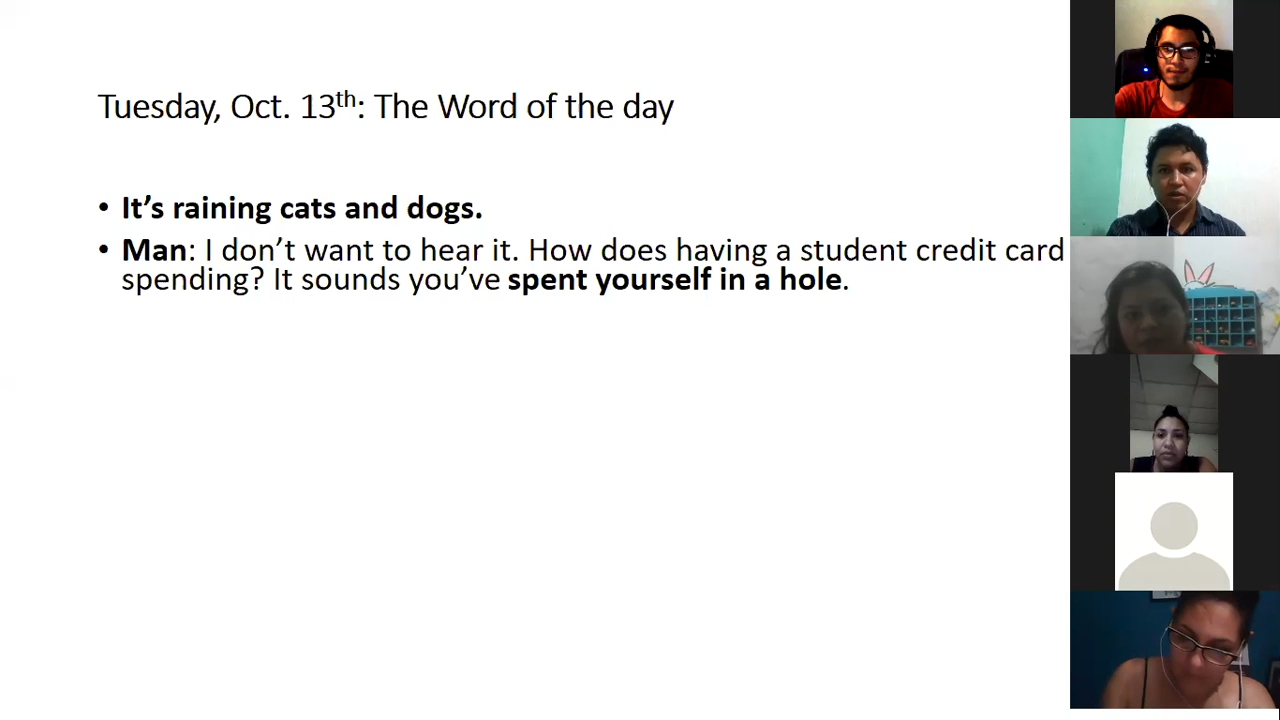 Tuesday, Oct. 13th: The Word of the day
• It’s raining cats and dogs.
• Man: I don’t want to hear it. How does having a student credit card
spending? It sounds you’ve spent yourself in a hole.